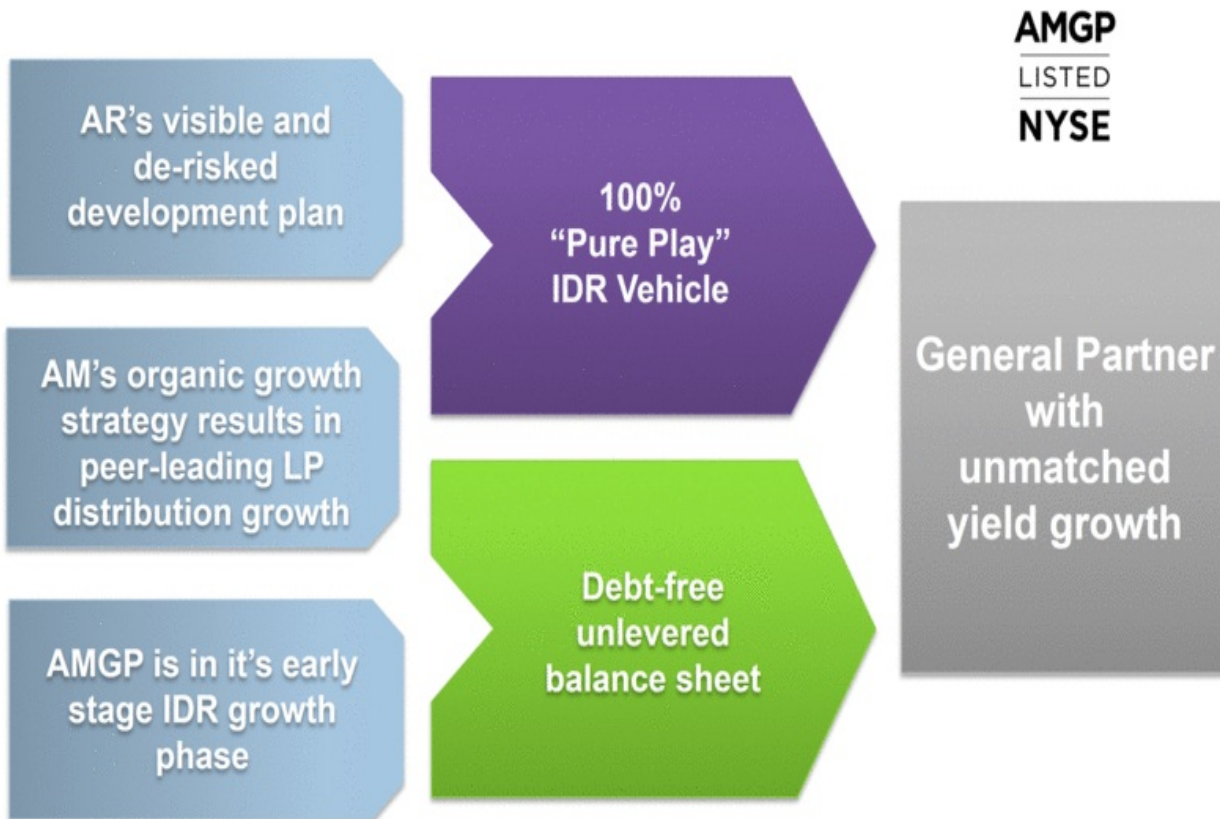 AR's visible and
de-risked
development plan
AM's organic growth
strategy results in
peer-leading LP
distribution growth
AMGP is in it's early
stage IDR growth
phase
100%
“Pure Play”
IDR Vehicle
Debt-free
unlevered
balance sheet
AMGP
LISTED
NYSE
General Partner
with
unmatched
yield growth